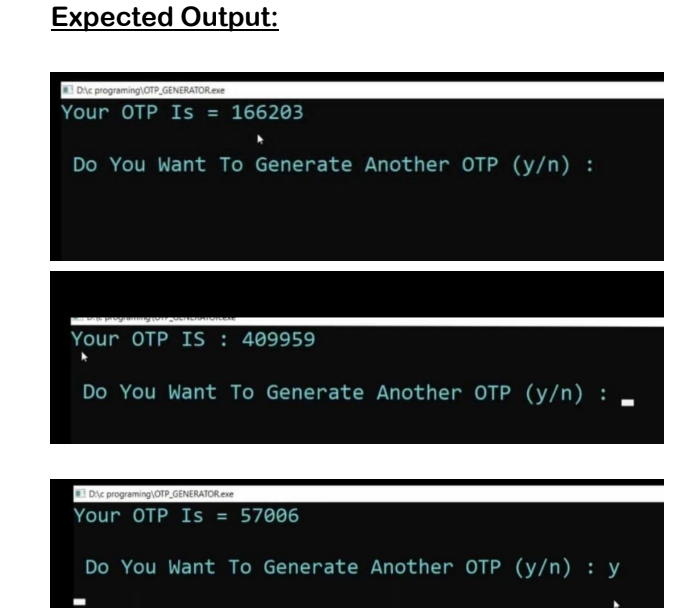 Expected Output:
D:\c programing\OTP_GENERATOR.exe
Your OTP Is = 166203
Do You Want To Generate Another OTP (y/n) :
Your OTP IS : 409959
Do You Want To Generate Another OTP (y/n) :
D:\c programing\OTP_GENERATOR.exe
Your OTP Is = 57006
Do You Want To Generate Another OTP (y/n) : y